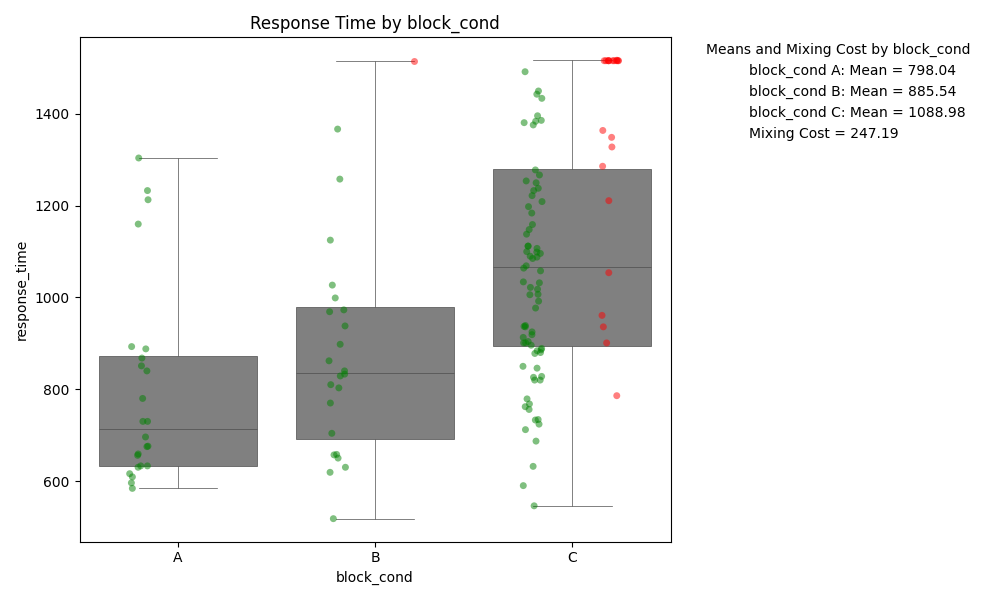 Response Time by block_cond
Means and Mixing Cost by block_cond
block_cond A: Mean = 798.04
block_cond B: Mean = 885.54
block_cond C: Mean = 1088.98
Mixing Cost = 247.19
response_time
1400
1200
1000
800
600
A
B
C
block_cond